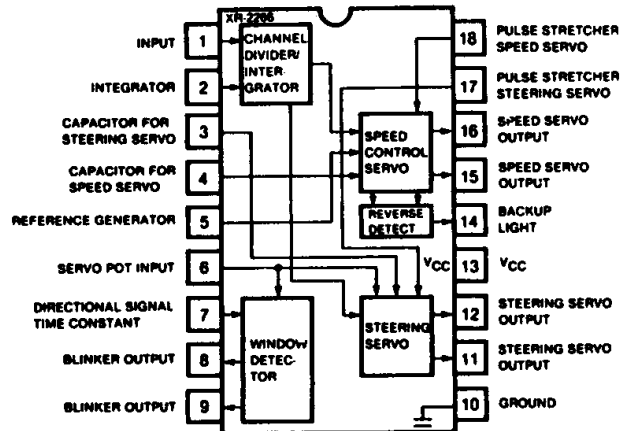 XR-2266
INPUT
1
INTEGRATOR
2
CAPACITOR FOR
STEERING SERVO
3
CAPACITOR FOR
SPEED SERVO
4
REFERENCE GENERATOR
5
SERVO POT INPUT
6
DIRECTIONAL SIGNAL
TIME CONSTANT
7
BLINKER OUTPUT
8
BLINKER OUTPUT
9
CHANNEL
DIVIDER/
INTER-
GRATOR
SPEED
CONTROL
SERVO
REVERSE
DETECT
VCC
STEERING
SERVO
WINDOW
DETEC-
TOR
18
PULSE STRETCHER
SPEED SERVO
17
PULSE STRETCHER
STEERING SERVO
16
SPEED SERVO
OUTPUT
15
SPEED SERVO
OUTPUT
14
BACKUP
LIGHT
13
VCC
12
STEERING SERVO
OUTPUT
11
STEERING SERVO
OUTPUT
10
GROUND